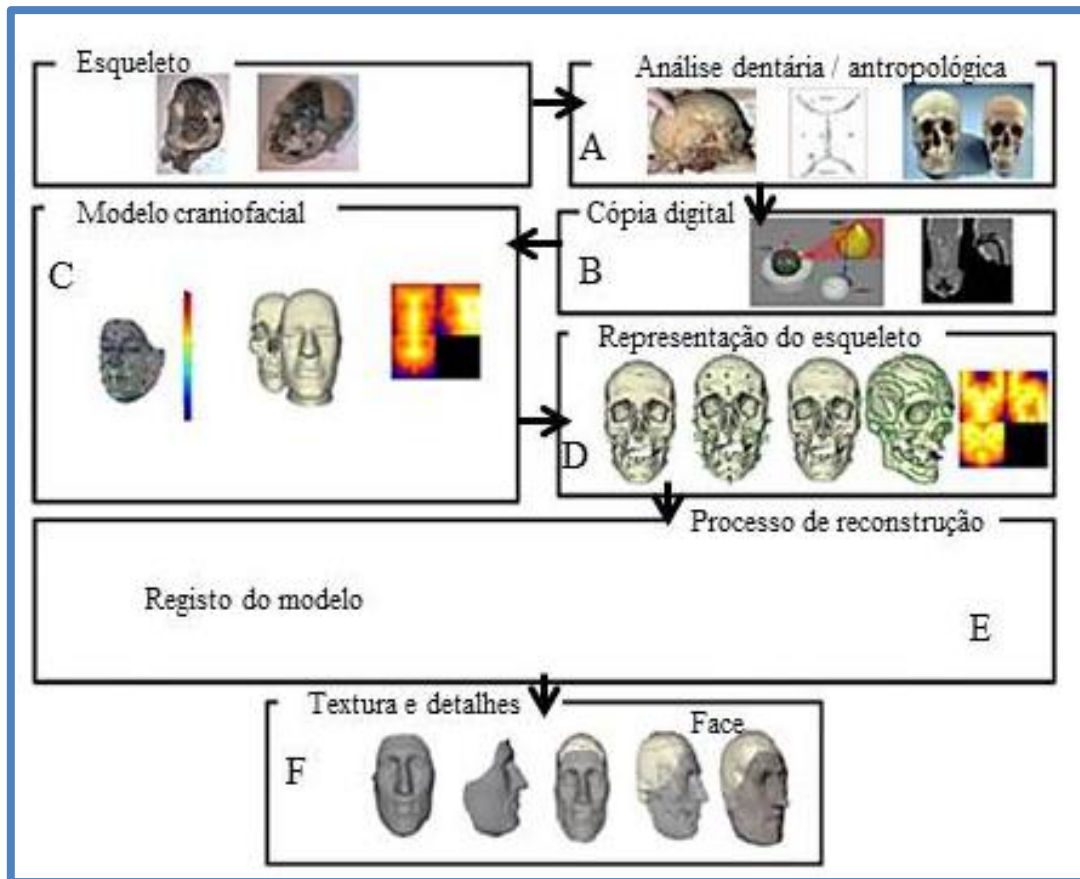 Esqueleto
Análise dentária / antropológica
A
Modelo craniofacial
Cópia digital
C
B
Representação do esqueleto
D
Processo de reconstrução
Registo do modelo
E
Textura e detalhes
Face
F